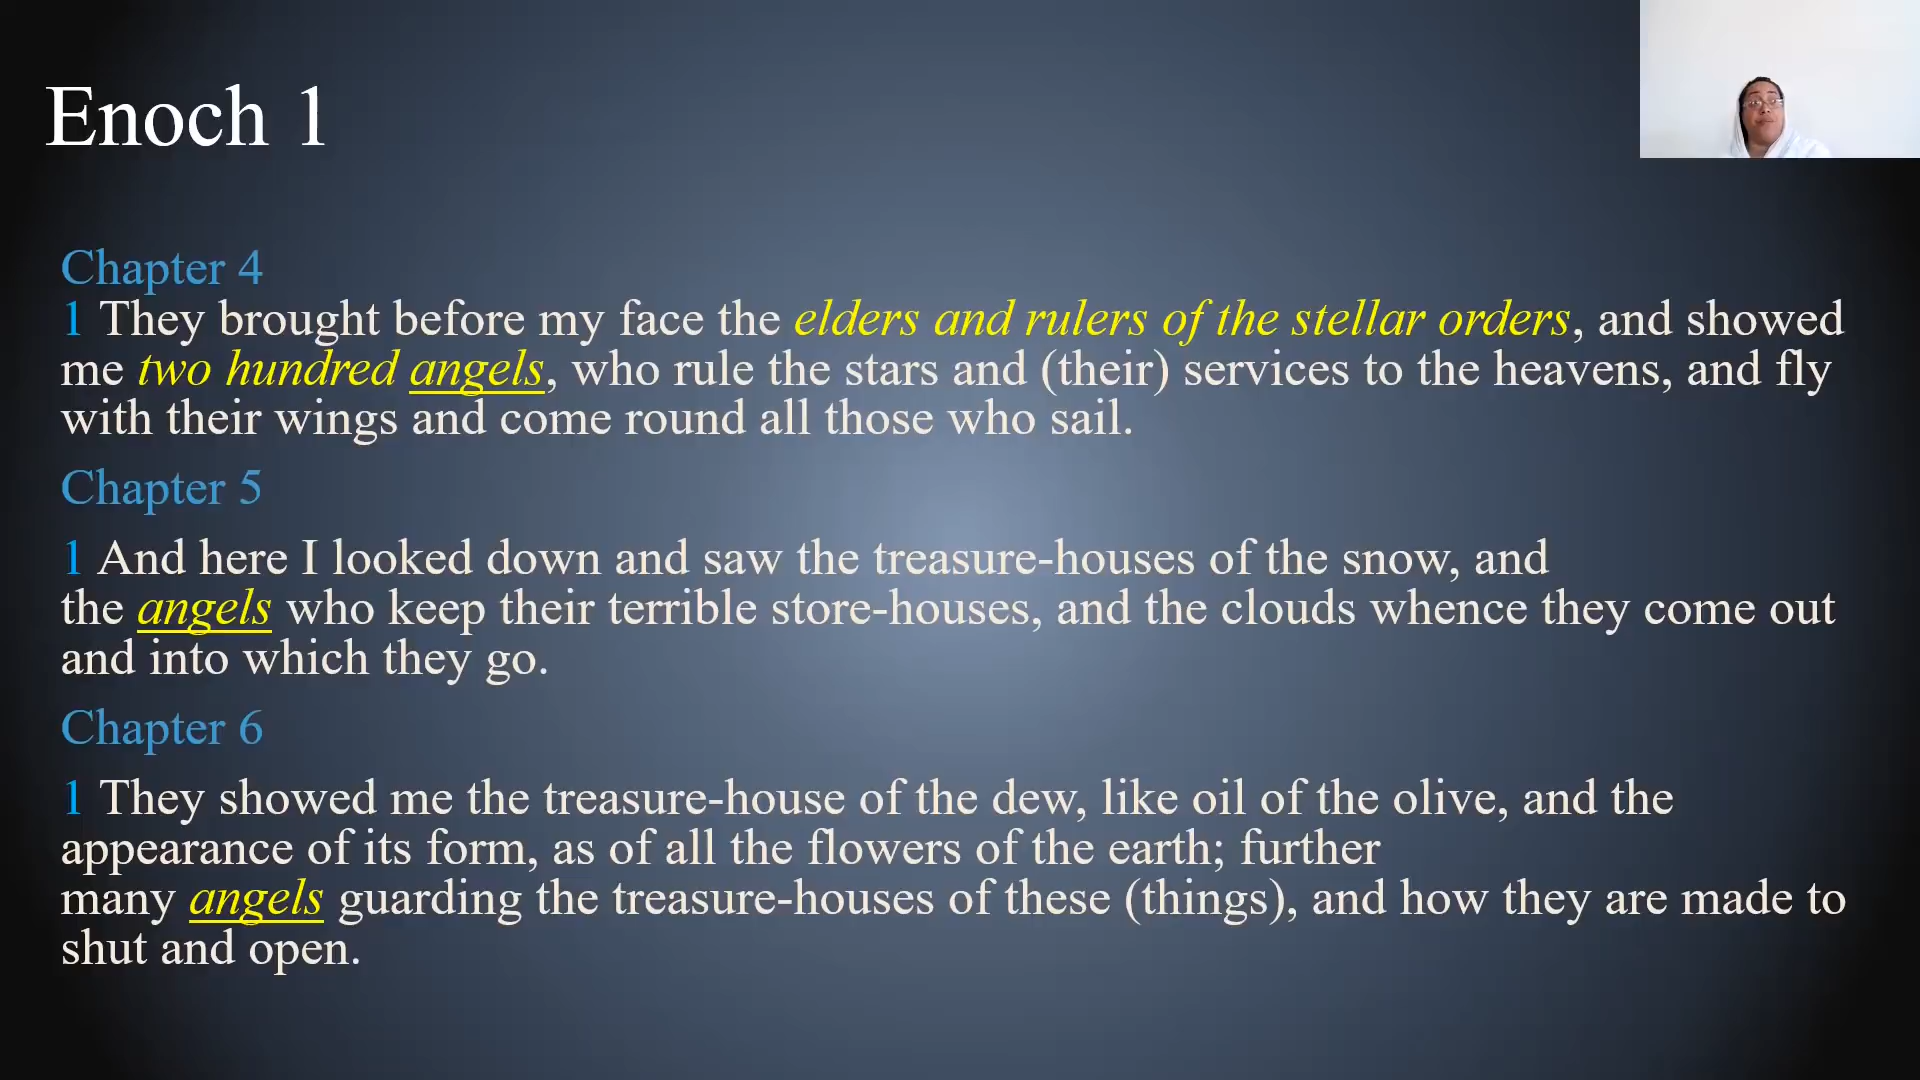 Enoch 1
Chapter 4
1 They brought before my face the elders and rulers of the stellar orders, and showed
me two hundred angels, who rule the stars and (their) services to the heavens, and fly
with their wings and come round all those who sail.
Chapter 5
1 And here I looked down and saw the treasure-houses of the snow, and
the angels who keep their terrible store-houses, and the clouds whence they come out
and into which they go.
Chapter 6
1 They showed me the treasure-house of the dew, like oil of the olive, and the
appearance of its form, as of all the flowers of the earth; further
many angels guarding the treasure-houses of these (things), and how they are made to
shut and open.